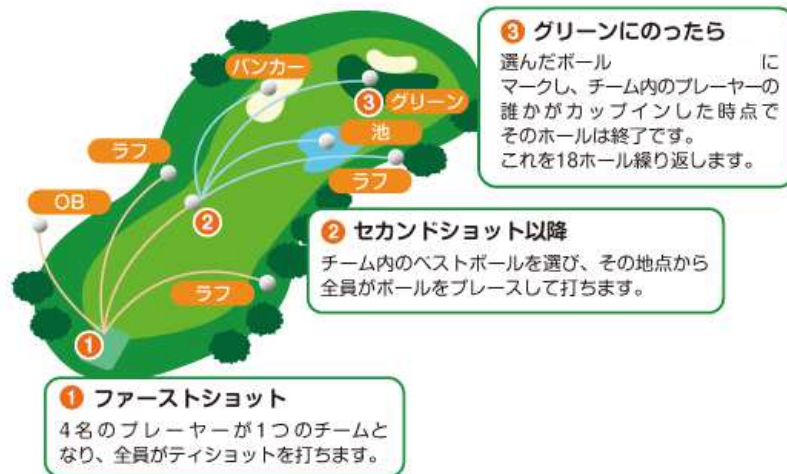 バンカー
③ グリーン
池
ラフ
ラフ
OB
②
ラフ
①
③ グリーンにのったら
選んだボール に
マークし、チーム内のプレーヤーの
誰かがカップインした時点で
そのホールは終了です。
これを18ホール繰り返します。
② セカンドショット以降
チーム内のベストボールを選び、その地点から
全員がボールをプレースして打ちます。
① ファーストショット
4名のプレーヤーが1つのチームと
なり、全員がティショットを打ちます。